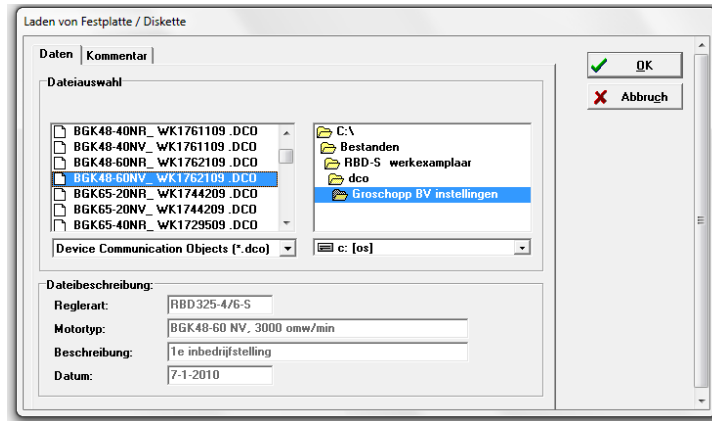 Laden von Festplatte / Diskette
Daten
Kommentar
Dateiauswahl
BGK48-40NR_ WK1761109 .DCO
BGK48-40NV_ WK1761109 .DCO
BGK48-60NR_ WK1762109 .DCO
BGK48-60NV_ WK1762109 .DCO
BGK65-20NR_ WK1744209 .DCO
BGK65-20NV_ WK1744209 .DCO
BGK65-40NR_ WK1729509 .DCO
Device Communication Objects (*.dco)
C:\
Bestanden
RBD-S werkexamplaar
dco
Groschopp BV instellingen
c: [os]
OK
Abbruch
Dateibeschreibung:
Reglerart: RBD325-4/6-S
Motortyp: BGK48-60 NV, 3000 omw/min
Beschreibung: 1e inbedrijfstelling
Datum: 7-1-2010